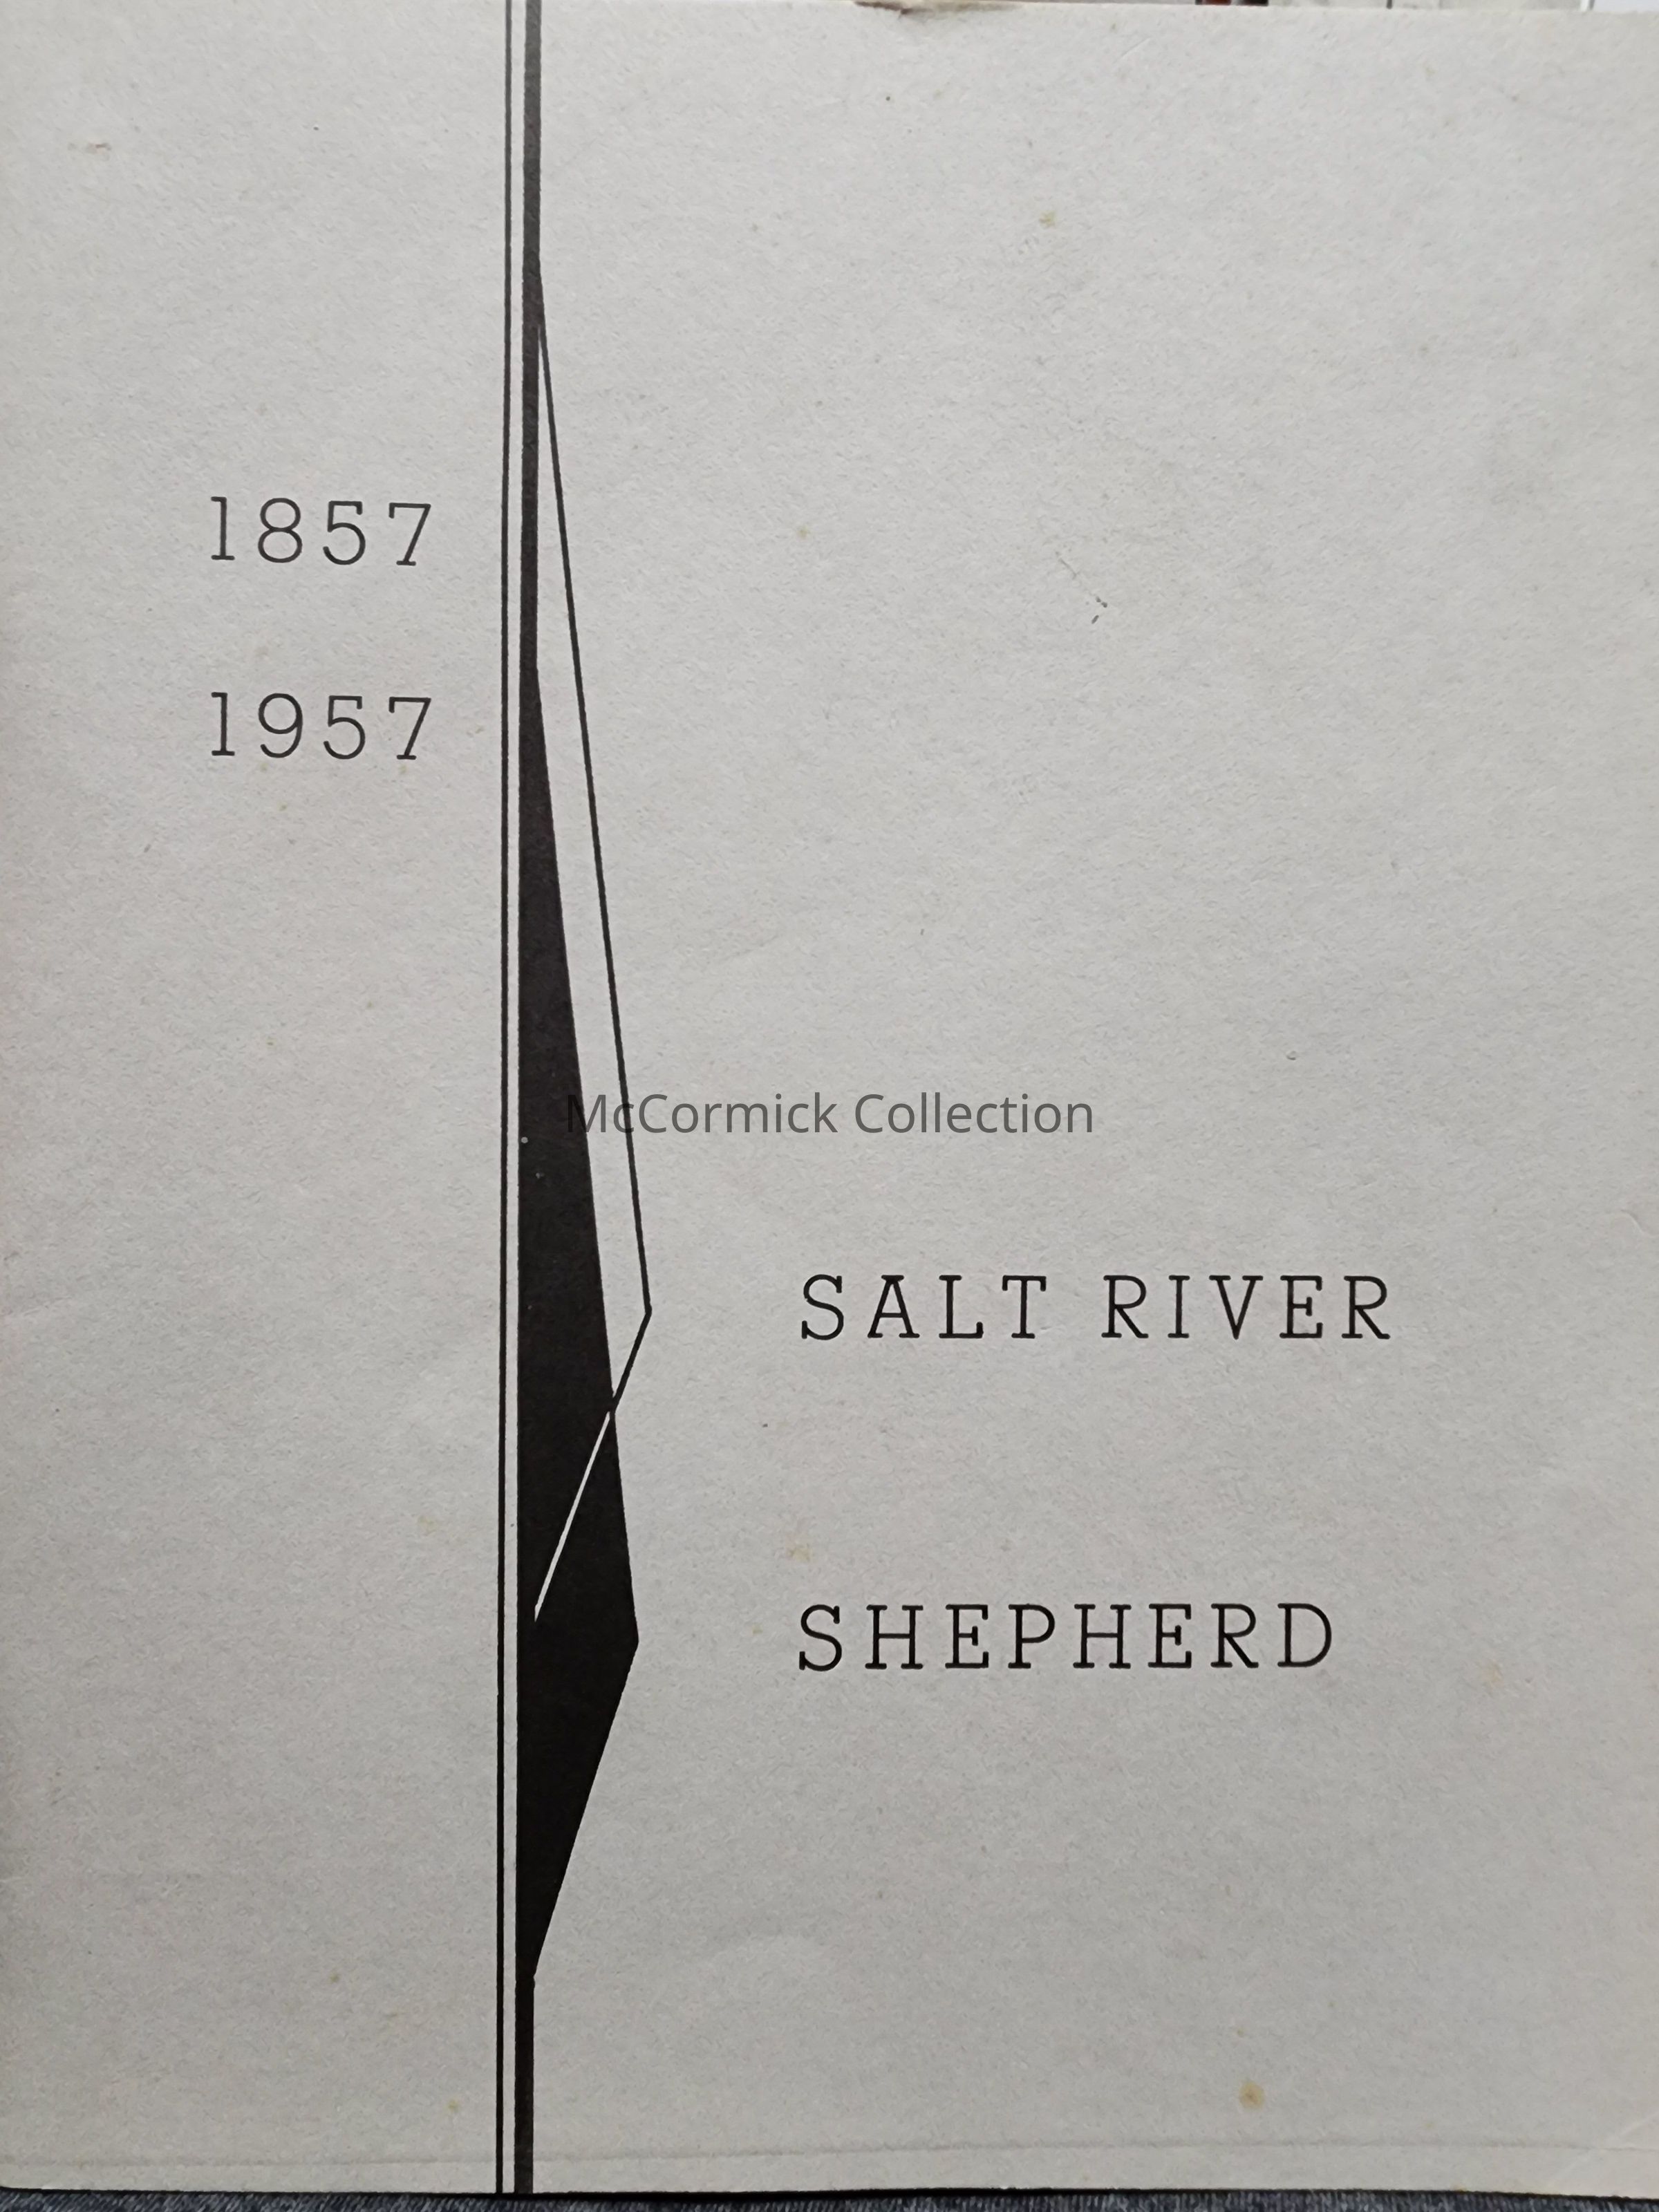 1857
1957
McCormick Collection
SALT RIVER
SHEPHERD